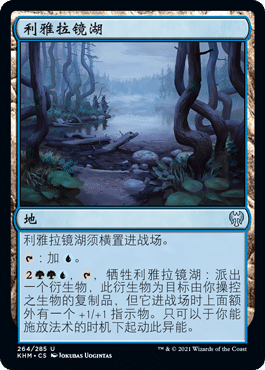 利雅拉镜湖
地
利雅拉镜湖须横置进战场。
:加 。
2 , ,牺牲利雅拉镜湖:派出
一个衍生物,此衍生物为目标由你操控
之生物的复制品,但它进战场时上面额
外有一个 +1/+1 指示物。只可以于你能
施放法术的时机下起动此异能。
264/285 U
KHM • CS JOKUBAS UOGINTAS
™ & © 2021 Wizards of the Coast